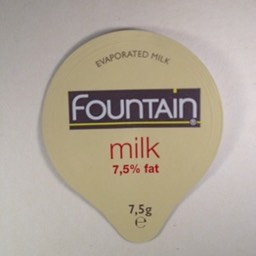 EVAPORATED MILK
FOUNTAIN
milk
7,5% fat
7,5g
℮